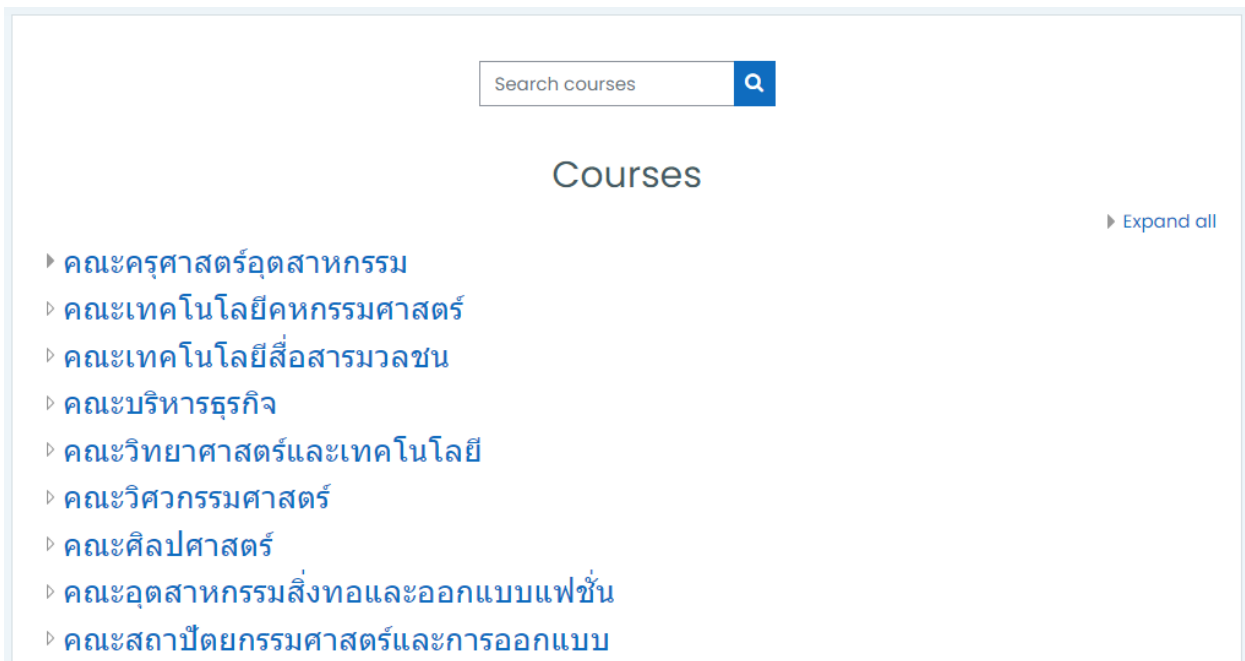 Search courses
Courses
Expand all
คณะครุศาสตร์อุตสาหกรรม
คณะเทคโนโลยีคหกรรมศาสตร์
คณะเทคโนโลยีสื่อสารมวลชน
คณะบริหารธุรกิจ
คณะวิทยาศาสตร์และเทคโนโลยี
คณะวิศวกรรมศาสตร์
คณะศิลปศาสตร์
คณะอุตสาหกรรมสิ่งทอและออกแบบแฟชั่น
คณะสถาปัตยกรรมศาสตร์และการออกแบบ